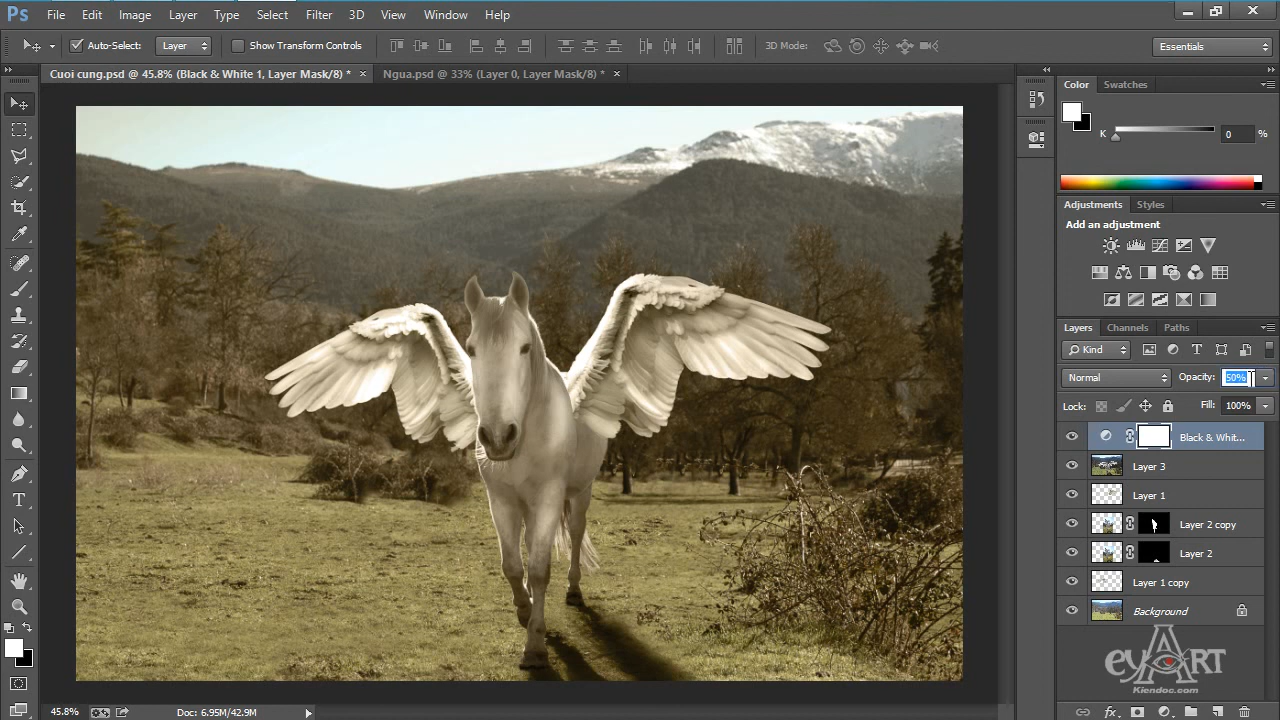 Ps File Edit Image Layer Type Select Filter 3D View Window Help
Auto-Select: Layer Show Transform Controls 3D Mode: Essentials
Cuoi cung.psd @ 45.8% (Black & White 1, Layer Mask/8) * × Ngua.psd @ 33% (Layer 0, Layer Mask/8) * ×
Color Swatches
K 0 %
Adjustments Styles
Add an adjustment
Layers Channels Paths
Kind
Normal Opacity: 50%
Lock: Fill: 100%
Black & Whit...
Layer 3
Layer 1
Layer 2 copy
Layer 2
Layer 1 copy
Background
eyART
Kiendoc.com
45.8% Doc: 6.95M/42.9M